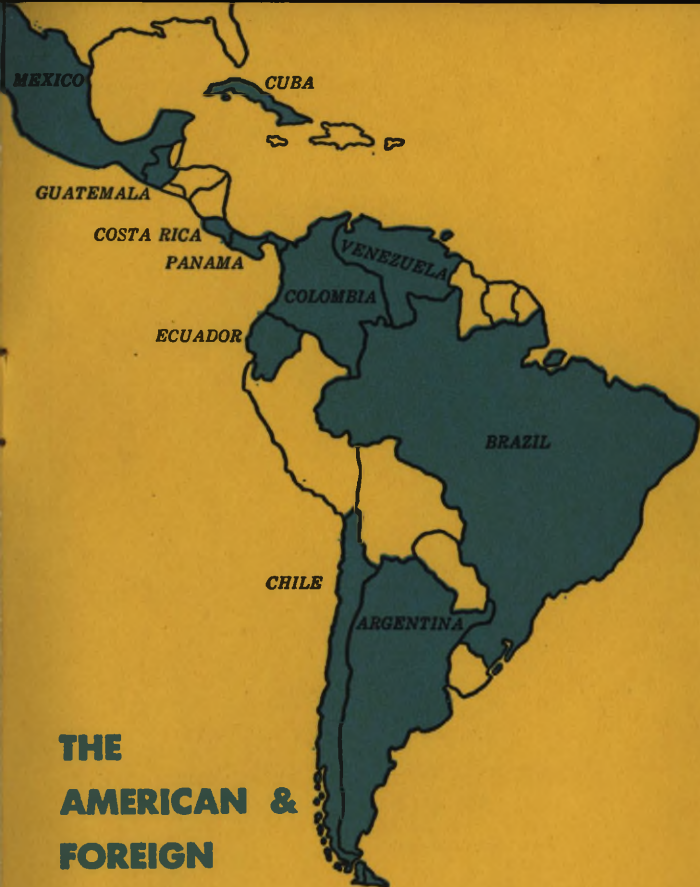 MEXICO
CUBA
GUATEMALA
COSTA RICA
PANAMA
VENEZUELA
COLOMBIA
ECUADOR
BRAZIL
CHILE
ARGENTINA
THE
AMERICAN &
FOREIGN